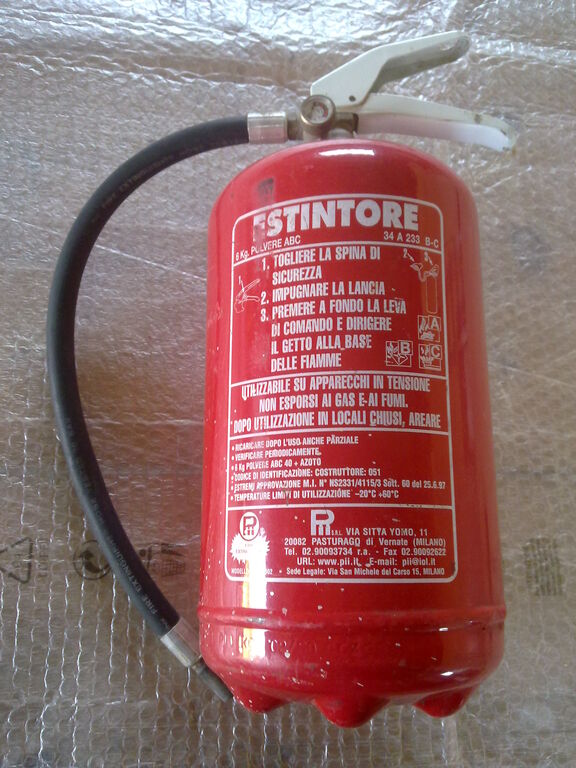 ESTINTORE
6 Kg. POLVERE ABC 34 A 233 B-C
1. TOGLIERE LA SPINA DI
SICUREZZA
2. IMPUGNARE LA LANCIA
3. PREMERE A FONDO LA LEVA
DI COMANDO E DIRIGERE
IL GETTO ALLA BASE
DELLE FIAMME
2 3
1
A
B C
UTILIZZABILE SU APPARECCHI IN TENSIONE
NON ESPORSI AI GAS E-AI FUMI.
DOPO UTILIZZAZIONE IN LOCALI CHIUSI, AREARE
• RICARICARE DOPO L'USO ANCHE PARZIALE
• VERIFICARE PERIODICAMENTE.
• 6 Kg POLVERE ABC 40 + AZOTO
• CODICE DI IDENTIFICAZIONE: COSTRUTTORE: 051
• ESTREMI APPROVAZIONE M.I. N° NS2331/4115/3 Sott. 60 del 25.6.97
• TEMPERATURE LIMITI DI UTILIZZAZIONE -20°C +60°C
Pii S.R.L. VIA SITTA YOMO, 11
20082 PASTURAGO di Vernate (MILANO)
Tel. 02.90093734 r.a. - Fax 02.90092622
URL: www.pii.it, E-mail: pii@iol.it
• Sede Legale: Via San Michele del Carso 15, MILANO
Pii